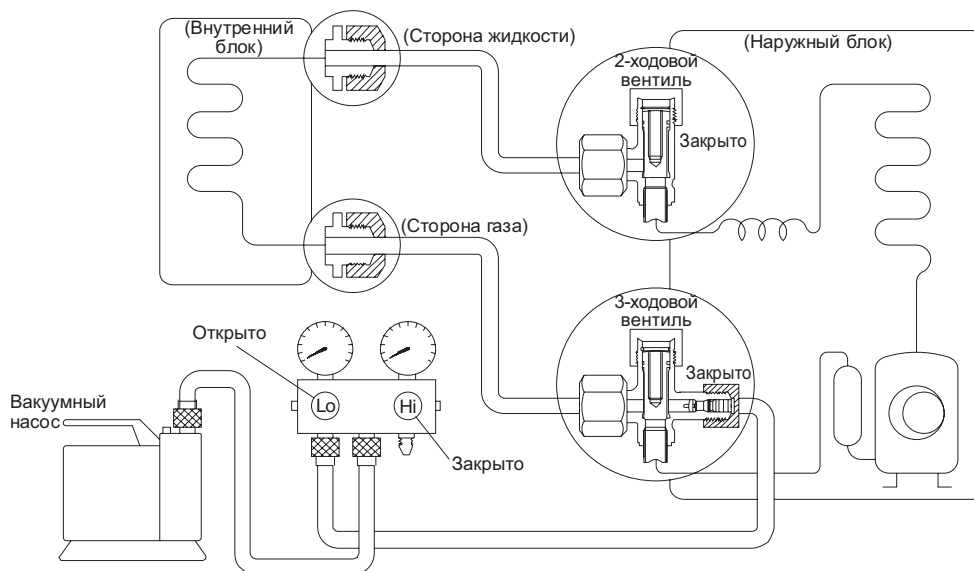 (Внутренний
блок)
(Сторона жидкости)
(Наружный блок)
2-ходовой
вентиль
Закрыто
(Сторона газа)
3-ходовой
вентиль
Закрыто
Открыто
Вакуумный
насос
Lo
Hi
Закрыто